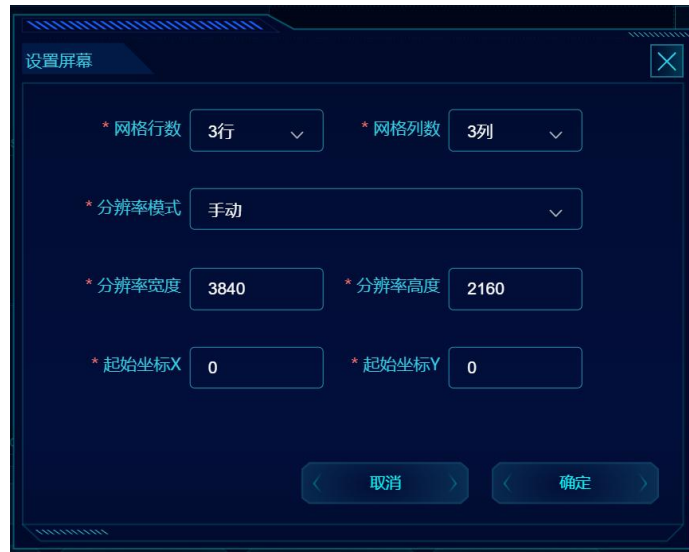 设置屏幕
* 网格行数 3行 * 网格列数 3列
* 分辨率模式 手动
* 分辨率宽度 3840 * 分辨率高度 2160
* 起始坐标X 0 * 起始坐标Y 0
取消 确定